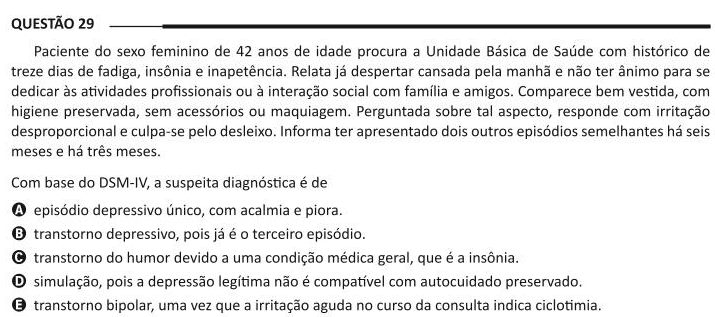 QUESTÃO 29
Paciente do sexo feminino de 42 anos de idade procura a Unidade Básica de Saúde com histórico de
treze dias de fadiga, insônia e inapetência. Relata já despertar cansada pela manhã e não ter ânimo para se
dedicar às atividades profissionais ou à interação social com família e amigos. Comparece bem vestida, com
higiene preservada, sem acessórios ou maquiagem. Perguntada sobre tal aspecto, responde com irritação
desproporcional e culpa-se pelo desleixo. Informa ter apresentado dois outros episódios semelhantes há seis
meses e há três meses.
Com base do DSM-IV, a suspeita diagnóstica é de
A episódio depressivo único, com acalmia e piora.
B transtorno depressivo, pois já é o terceiro episódio.
C transtorno do humor devido a uma condição médica geral, que é a insônia.
D simulação, pois a depressão legítima não é compatível com autocuidado preservado.
E transtorno bipolar, uma vez que a irritação aguda no curso da consulta indica ciclotimia.